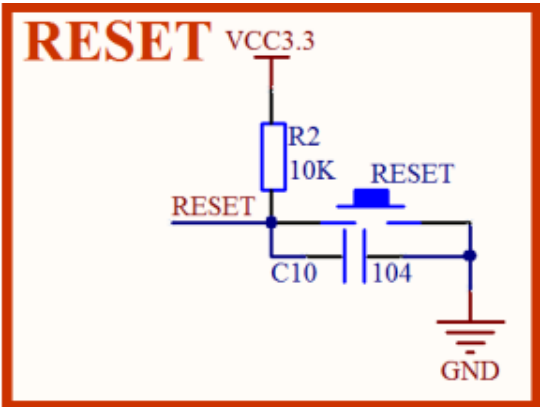 RESET
VCC3.3
R2
10K
RESET
RESET
C10
104
GND